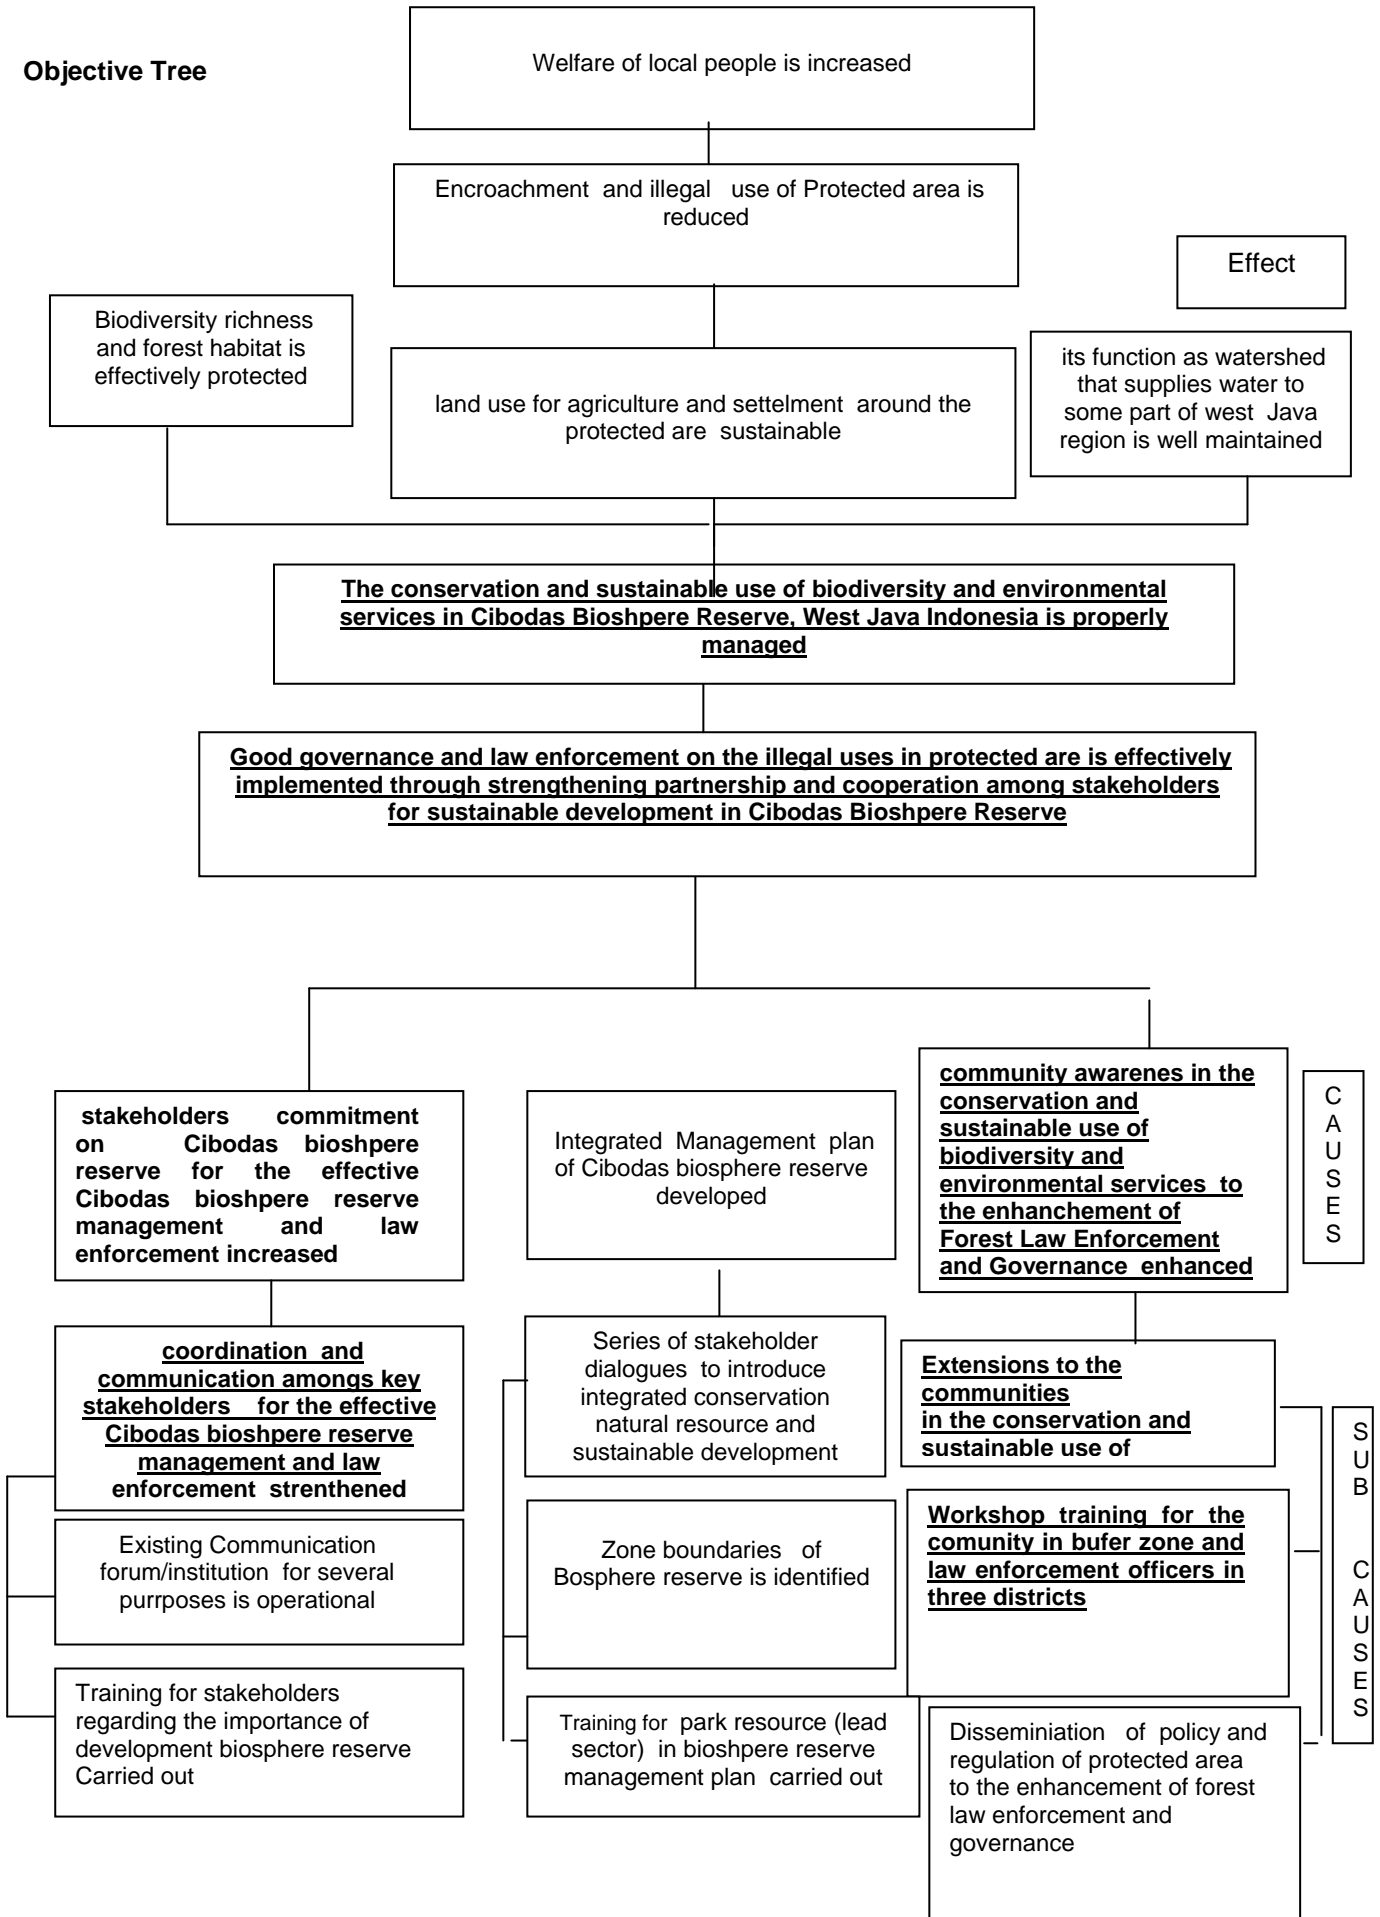 Objective Tree
Welfare of local people is increased
Encroachment and illegal use of Protected area is
reduced
Effect
Biodiversity richness
and forest habitat is
effectively protected
land use for agriculture and settelment around the
protected are sustainable
its function as watershed
that supplies water to
some part of west Java
region is well maintained
The conservation and sustainable use of biodiversity and environmental
services in Cibodas Bioshpere Reserve, West Java Indonesia is properly
managed
Good governance and law enforcement on the illegal uses in protected are is effectively
implemented through strengthening partnership and cooperation among stakeholders
for sustainable development in Cibodas Bioshpere Reserve
stakeholders commitment
on Cibodas bioshpere
reserve for the effective
Cibodas bioshpere reserve
management and law
enforcement increased
Integrated Management plan
of Cibodas biosphere reserve
developed
community awarenes in the
conservation and
sustainable use of
biodiversity and
environmental services to
the enhanchement of
Forest Law Enforcement
and Governance enhanced
C
A
U
S
E
S
coordination and
communication amongs key
stakeholders for the effective
Cibodas bioshpere reserve
management and law
enforcement strenthened
Existing Communication
forum/institution for several
purrposes is operational
Training for stakeholders
regarding the importance of
development biosphere reserve
Carried out
Series of stakeholder
dialogues to introduce
integrated conservation
natural resource and
sustainable development
Zone boundaries of
Bosphere reserve is identified
Training for park resource (lead
sector) in bioshpere reserve
management plan carried out
Extensions to the
communities
in the conservation and
sustainable use of
Workshop training for the
comunity in bufer zone and
law enforcement officers in
three districts
Disseminiation of policy and
regulation of protected area
to the enhancement of forest
law enforcement and
governance
S
U
B
C
A
U
S
E
S